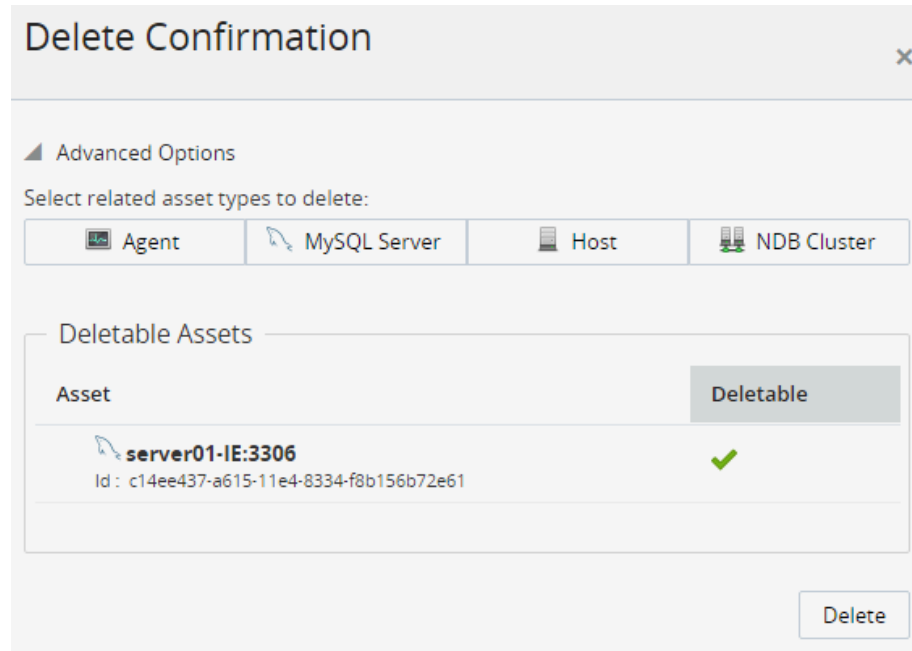 Delete Confirmation
Advanced Options
Select related asset types to delete:
Agent MySQL Server Host NDB Cluster
Deletable Assets
Asset Deletable
server01-IE:3306
Id : c14ee437-a615-11e4-8334-f8b156b72e61
Delete